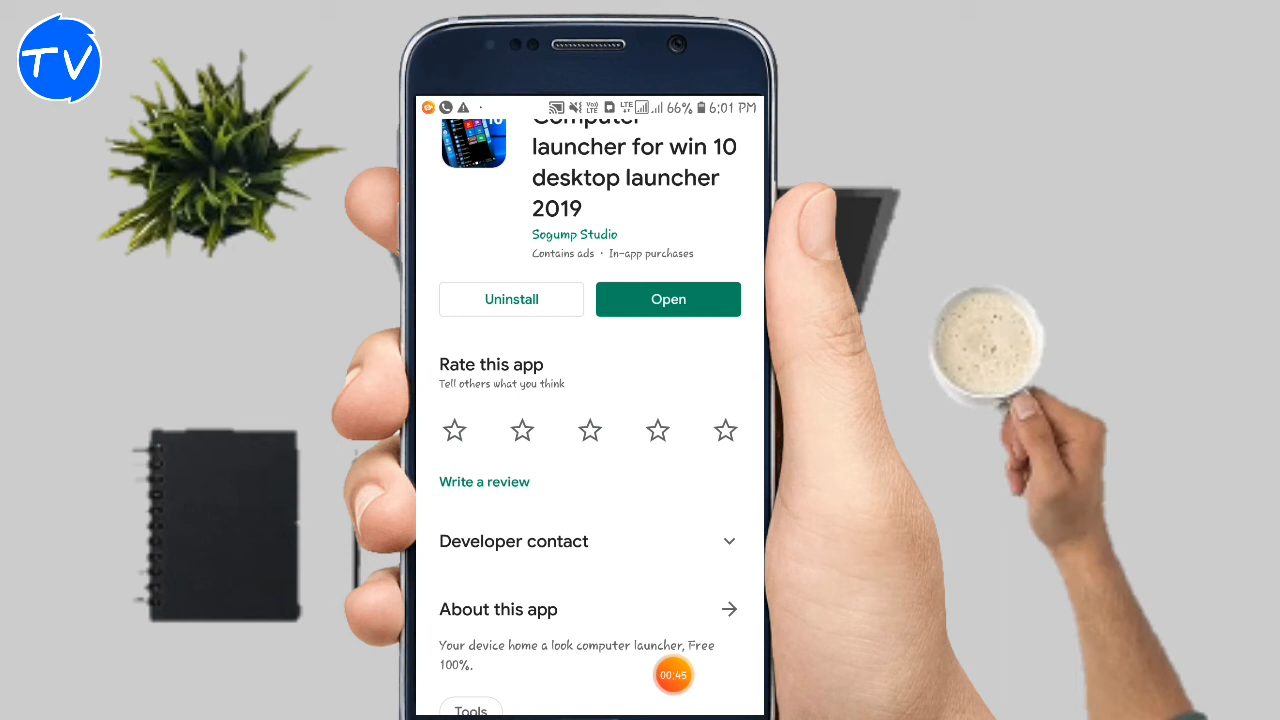 TV
LTE
66%
6:01 PM
Computer
launcher for win 10
desktop launcher
2019
Sogump Studio
Contains ads • In-app purchases
Uninstall
Open
Rate this app
Tell others what you think
Write a review
Developer contact
About this app
Your device home a look computer launcher, Free
100%.
00:45
Tools